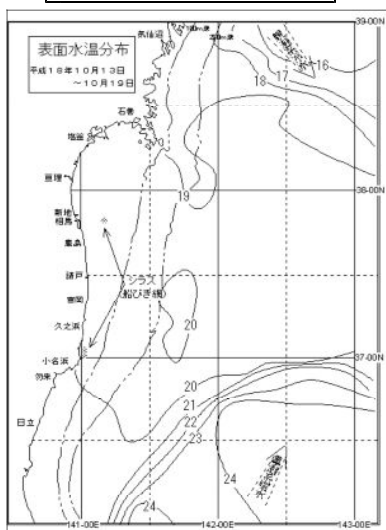 表面水温分布
平成18年10月13日
～10月19日
気仙沼
石巻
塩釜
亘理
新地
相馬
鹿島
請戸
富岡
久之浜
小名浜
勿来
日立
シラス
(船びき網)
16
17
18
19
20
20
21
22
23
24
24
39-00N
38-00N
37-00N
141-00E
142-00E
143-00E